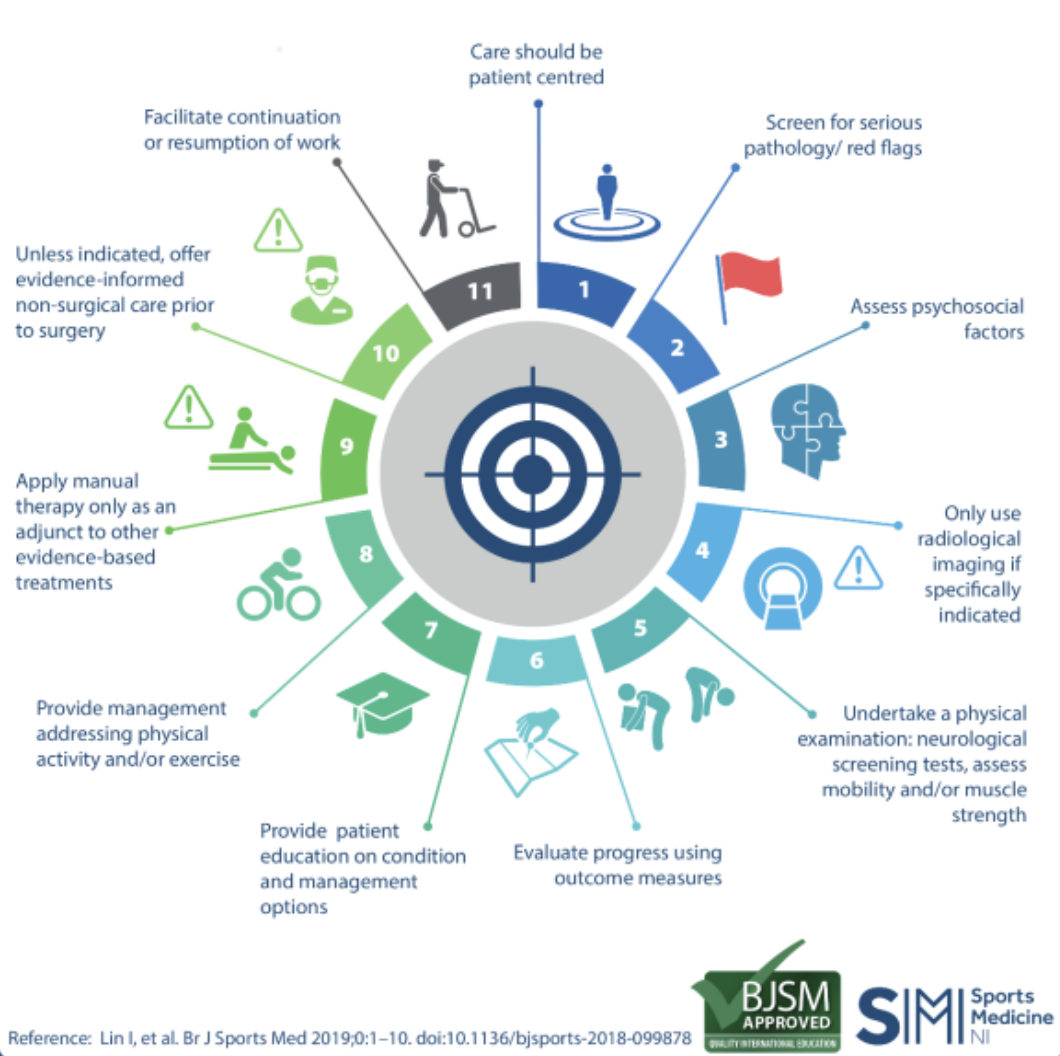 Care should be
patient centred
Screen for serious
pathology/ red flags
Assess psychosocial
factors
Only use
radiological
imaging if
specifically
indicated
Undertake a physical
examination: neurological
screening tests, assess
mobility and/or muscle
strength
Evaluate progress using
outcome measures
Provide patient
education on condition
and management
options
Provide management
addressing physical
activity and/or exercise
Apply manual
therapy only as an
adjunct to other
evidence-based
treatments
Unless indicated, offer
evidence-informed
non-surgical care prior
to surgery
Facilitate continuation
or resumption of work
1
2
3
4
5
6
7
8
9
10
11
Reference: Lin I, et al. Br J Sports Med 2019;0:1–10. doi:10.1136/bjsports-2018-099878
BJSM
APPROVED
QUALITY INTERNATIONAL EDUCATION
SIMI
Sports
Medicine
NI